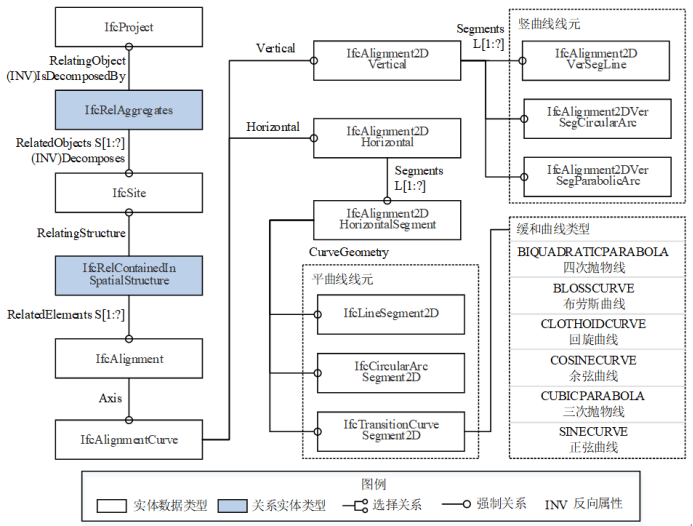 IfcProject
RelatingObject
(INV)IsDecomposedBy
IfcRelAggregates
RelatedObjects S[1:?]
(INV)Decomposes
IfcSite
RelatingStructure
IfcRelContainedIn
SpatialStructure
RelatedElements S[1:?]
IfcAlignment
Axis
IfcAlignmentCurve
Vertical
IfcAlignment2D
Vertical
Segments
L[1:?]
Horizontal
IfcAlignment2D
Horizontal
Segments
L[1:?]
IfcAlignment2D
HorizontalSegment
CurveGeometry
平曲线线元
IfcLineSegment2D
IfcCircularArc
Segment2D
IfcTransitionCurve
Segment2D
竖曲线线元
IfcAlignment2D
VerSegLine
IfcAlignment2DVer
SegCircularArc
IfcAlignment2DVer
SegParabolicArc
缓和曲线类型
BIQUADRATICPARABOLA
四次抛物线
BLOSSCURVE
布劳斯曲线
CLOTHOIDCURVE
回旋曲线
COSINECURVE
余弦曲线
CUBICPARABOLA
三次抛物线
SINECURVE
正弦曲线
图例
实体数据类型
关系实体类型
选择关系
强制关系
INV 反向属性